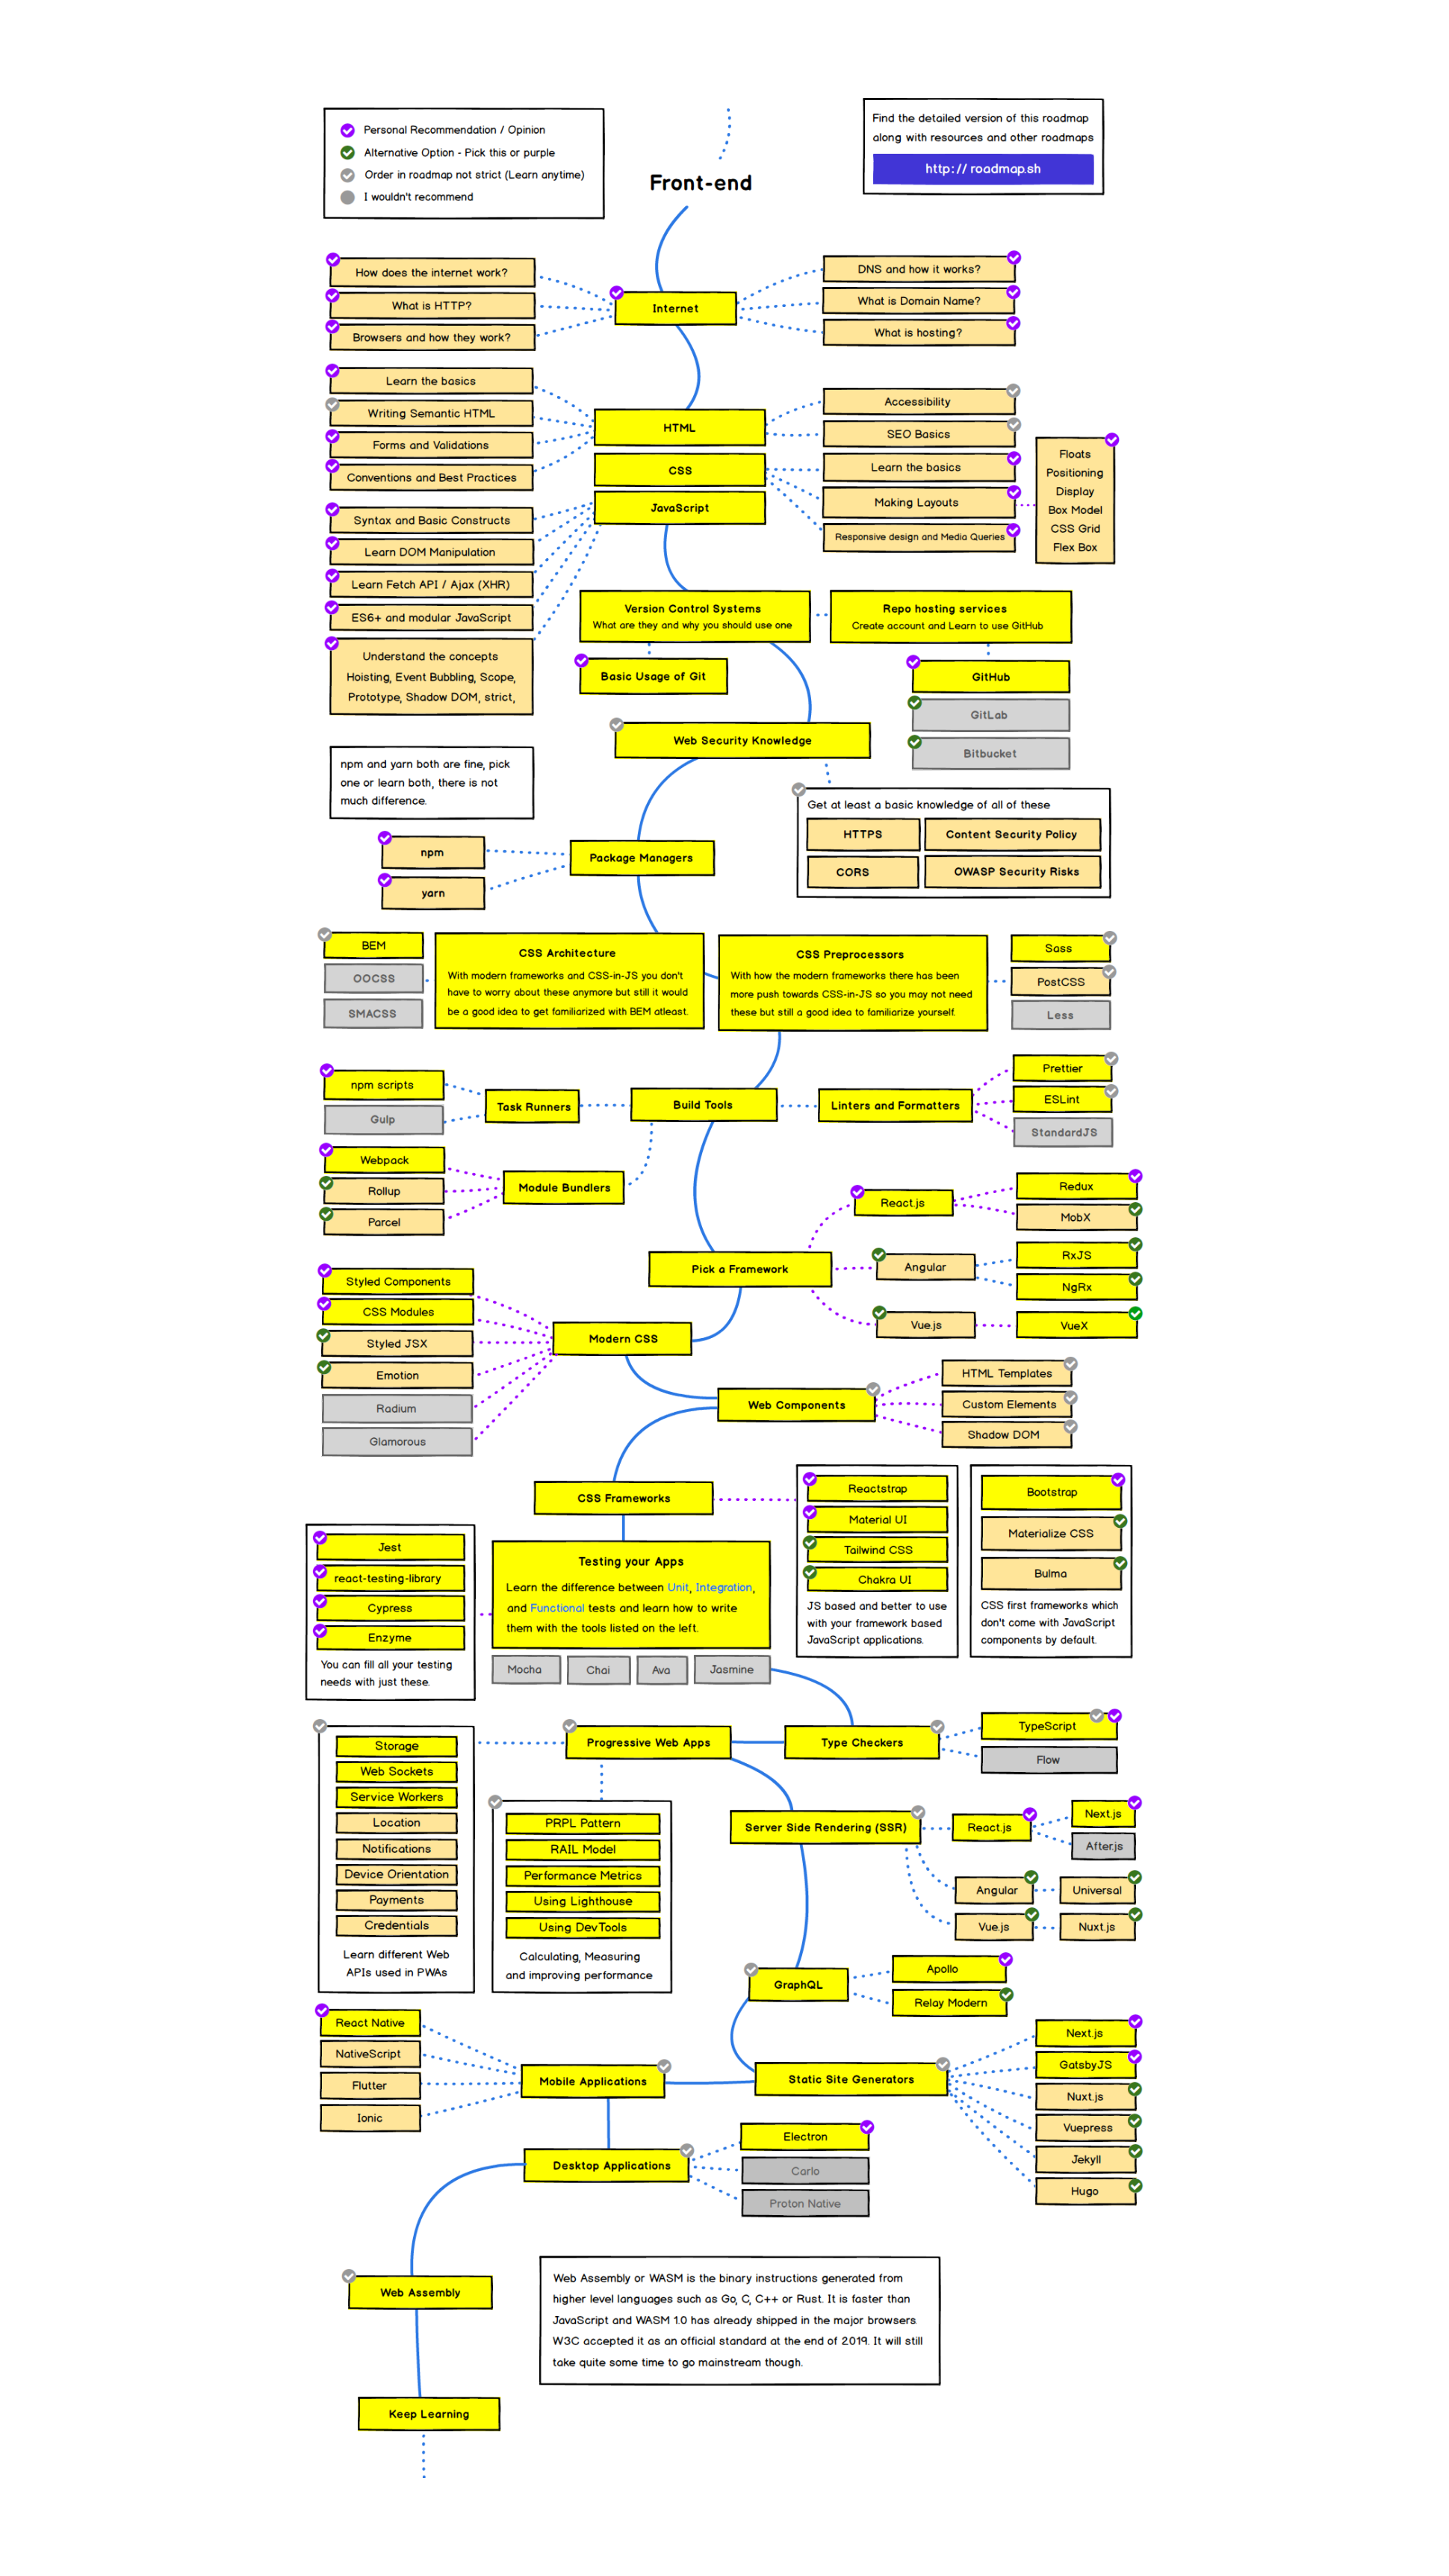 Personal Recommendation / Opinion
Alternative Option - Pick this or purple
Order in roadmap not strict (Learn anytime)
I wouldn't recommend
Find the detailed version of this roadmap
along with resources and other roadmaps
http: // roadmap.sh
Front-end
How does the internet work?
What is HTTP?
Browsers and how they work?
Internet
DNS and how it works?
What is Domain Name?
What is hosting?
Learn the basics
Writing Semantic HTML
Forms and Validations
Conventions and Best Practices
HTML
Accessibility
SEO Basics
CSS
Learn the basics
Making Layouts
Responsive design and Media Queries
Floats
Positioning
Display
Box Model
CSS Grid
Flex Box
JavaScript
Syntax and Basic Constructs
Learn DOM Manipulation
Learn Fetch API / Ajax (XHR)
ES6+ and modular JavaScript
Understand the concepts
Hoisting, Event Bubbling, Scope,
Prototype, Shadow DOM, strict,
Version Control Systems
What are they and why you should use one
Repo hosting services
Create account and Learn to use GitHub
Basic Usage of Git
GitHub
GitLab
Bitbucket
Web Security Knowledge
Get at least a basic knowledge of all of these
HTTPS
Content Security Policy
CORS
OWASP Security Risks
npm and yarn both are fine, pick
one or learn both, there is not
much difference.
npm
yarn
Package Managers
BEM
OOCSS
SMACSS
CSS Architecture
With modern frameworks and CSS-in-JS you don't
have to worry about these anymore but still it would
be a good idea to get familiarized with BEM atleast.
CSS Preprocessors
With how the modern frameworks there has been
more push towards CSS-in-JS so you may not need
these but still a good idea to familiarize yourself.
Sass
PostCSS
Less
npm scripts
Gulp
Task Runners
Build Tools
Linters and Formatters
Prettier
ESLint
StandardJS
Webpack
Rollup
Parcel
Module Bundlers
Pick a Framework
React.js
Redux
MobX
Angular
RxJS
NgRx
Vue.js
VueX
Styled Components
CSS Modules
Styled JSX
Emotion
Radium
Glamorous
Modern CSS
Web Components
HTML Templates
Custom Elements
Shadow DOM
CSS Frameworks
Reactstrap
Material UI
Tailwind CSS
Chakra UI
JS based and better to use
with your framework based
JavaScript applications.
Bootstrap
Materialize CSS
Bulma
CSS first frameworks which
don't come with JavaScript
components by default.
Jest
react-testing-library
Cypress
Enzyme
You can fill all your testing
needs with just these.
Testing your Apps
Learn the difference between Unit, Integration,
and Functional tests and learn how to write
them with the tools listed on the left.
Mocha
Chai
Ava
Jasmine
Type Checkers
TypeScript
Flow
Progressive Web Apps
Storage
Web Sockets
Service Workers
Location
Notifications
Device Orientation
Payments
Credentials
Learn different Web
APIs used in PWAs
PRPL Pattern
RAIL Model
Performance Metrics
Using Lighthouse
Using DevTools
Calculating, Measuring
and improving performance
Server Side Rendering (SSR)
React.js
Next.js
After.js
Angular
Universal
Vue.js
Nuxt.js
GraphQL
Apollo
Relay Modern
Static Site Generators
Next.js
GatsbyJS
Nuxt.js
Vuepress
Jekyll
Hugo
React Native
NativeScript
Flutter
Ionic
Mobile Applications
Desktop Applications
Electron
Carlo
Proton Native
Web Assembly
Web Assembly or WASM is the binary instructions generated from
higher level languages such as Go, C, C++ or Rust. It is faster than
JavaScript and WASM 1.0 has already shipped in the major browsers.
W3C accepted it as an official standard at the end of 2019. It will still
take quite some time to go mainstream though.
Keep Learning